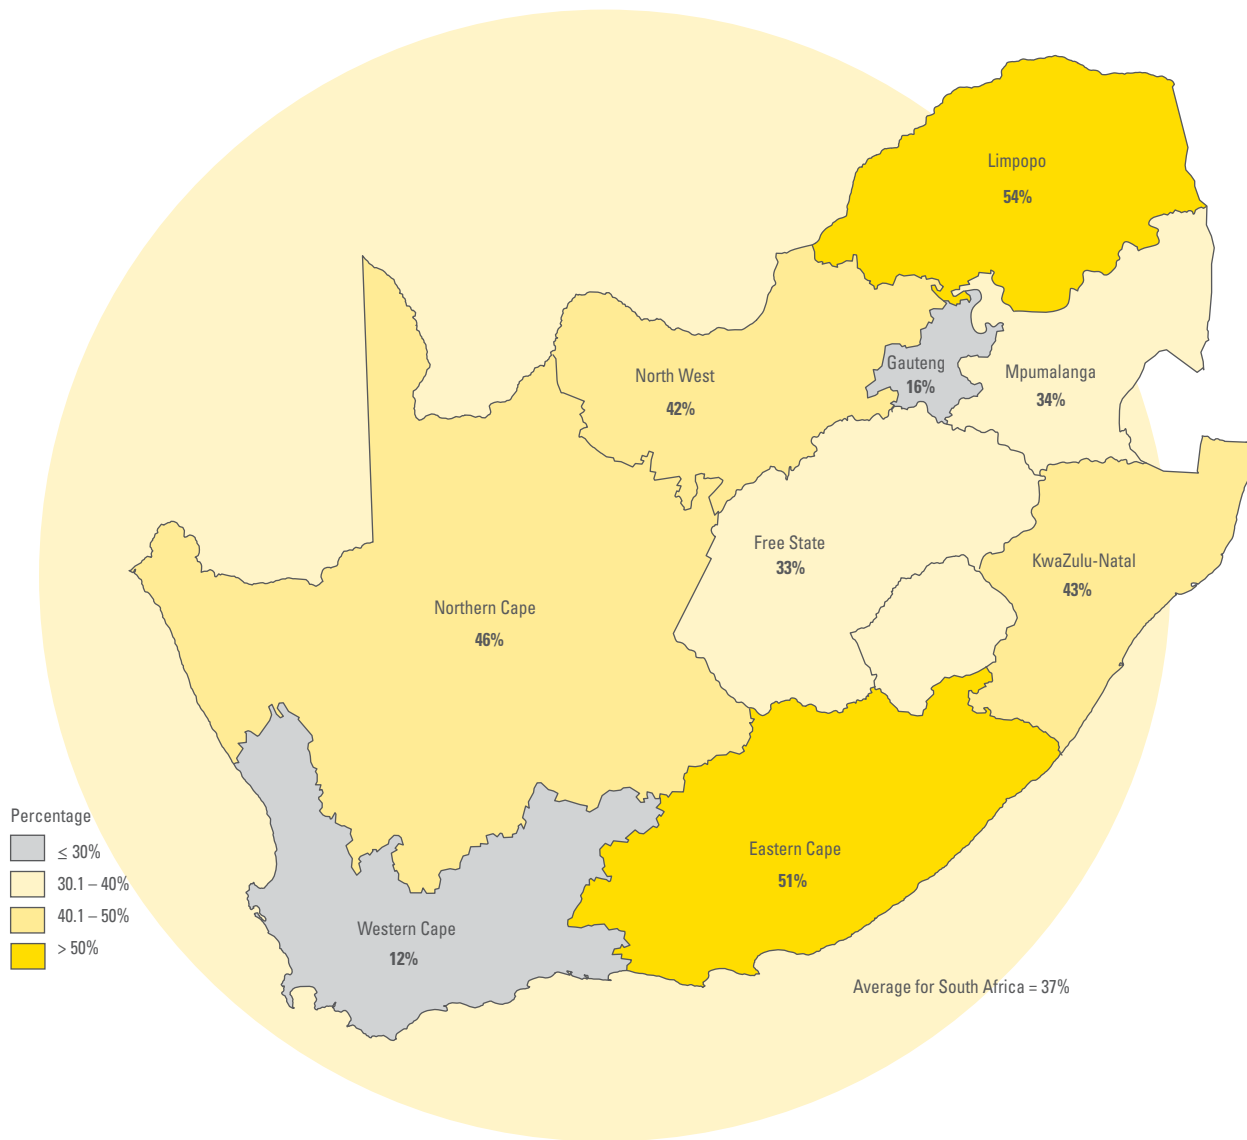 Limpopo
54%
North West
42%
Gauteng
16%
Mpumalanga
34%
Free State
33%
KwaZulu-Natal
43%
Northern Cape
46%
Eastern Cape
51%
Western Cape
12%
Percentage
≤ 30%
30.1 – 40%
40.1 – 50%
> 50%
Average for South Africa = 37%